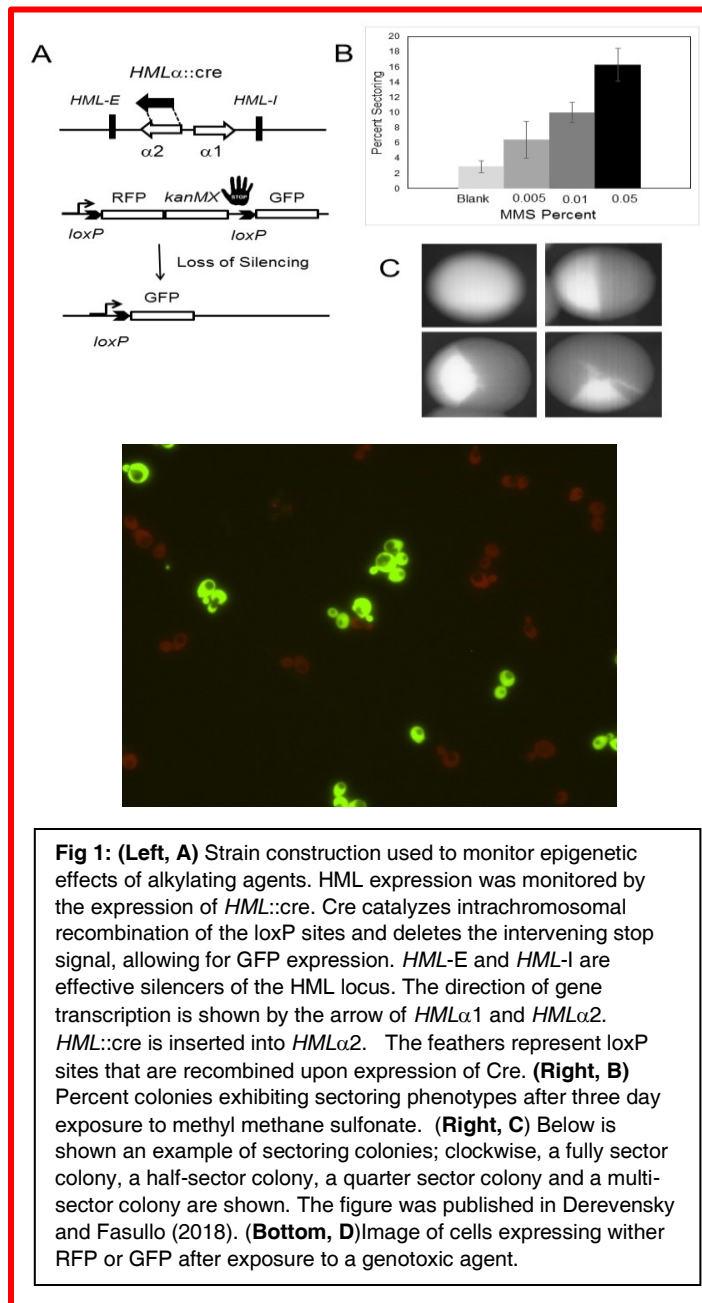 A
HMLα::cre
HML-E
HML-I
α2
α1
STOP
RFP
kanMX
GFP
loxP
loxP
Loss of Silencing
GFP
loxP
B
Percent Sectoring
20
18
16
14
12
10
8
6
4
2
0
Blank
0.005
0.01
0.05
MMS Percent
C
Fig 1: (Left, A) Strain construction used to monitor epigenetic
effects of alkylating agents. HML expression was monitored by
the expression of HML::cre. Cre catalyzes intrachromosomal
recombination of the loxP sites and deletes the intervening stop
signal, allowing for GFP expression. HML-E and HML-I are
effective silencers of the HML locus. The direction of gene
transcription is shown by the arrow of HMLα1 and HMLα2.
HML::cre is inserted into HMLα2.   The feathers represent loxP
sites that are recombined upon expression of Cre. (Right, B)
Percent colonies exhibiting sectoring phenotypes after three day
exposure to methyl methane sulfonate.  (Right, C) Below is
shown an example of sectoring colonies; clockwise, a fully sector
colony, a half-sector colony, a quarter sector colony and a multi-
sector colony are shown. The figure was published in Derevensky
and Fasullo (2018). (Bottom, D)Image of cells expressing wither
RFP or GFP after exposure to a genotoxic agent.